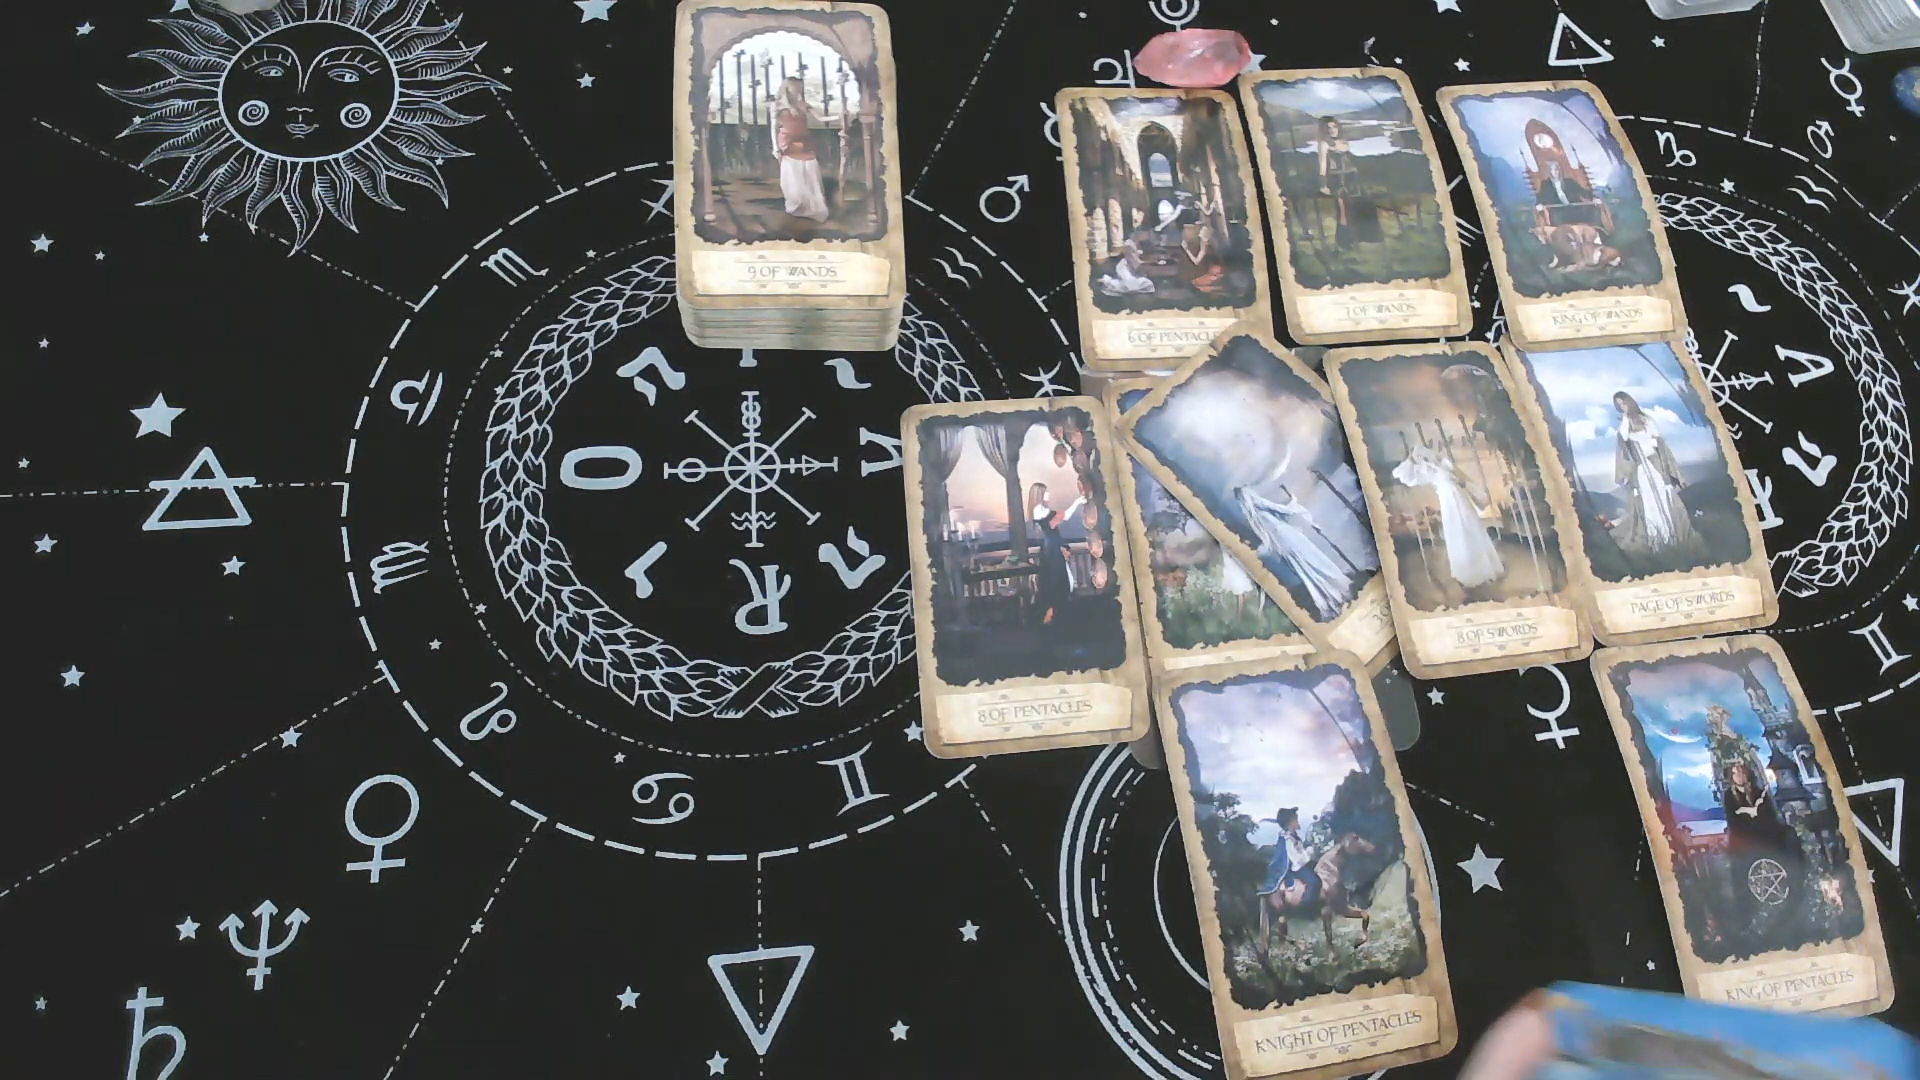 9 OF WANDS
6 OF PENTACLE
7 OF WANDS
KING OF WANDS
8 OF PENTACLES
8 OF SWORDS
PAGE OF SWORDS
KNIGHT OF PENTACLES
KING OF PENTACLES